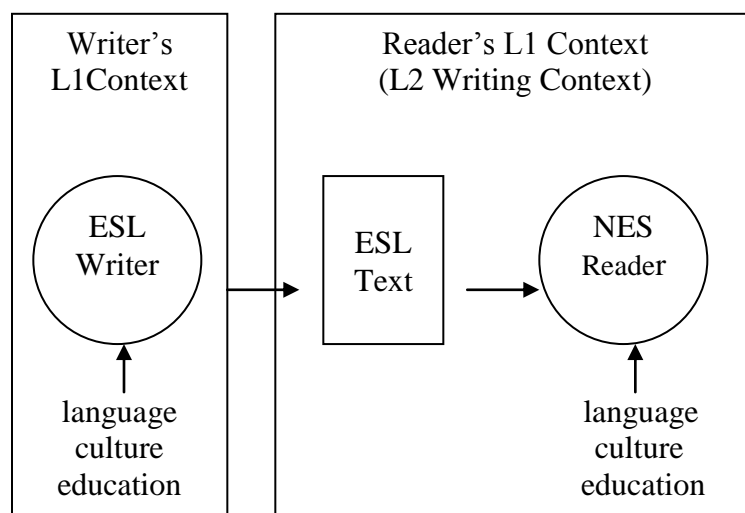 Writer’s
L1Context
Reader’s L1 Context
(L2 Writing Context)
ESL
Writer
ESL
Text
NES
Reader
language
culture
education
language
culture
education